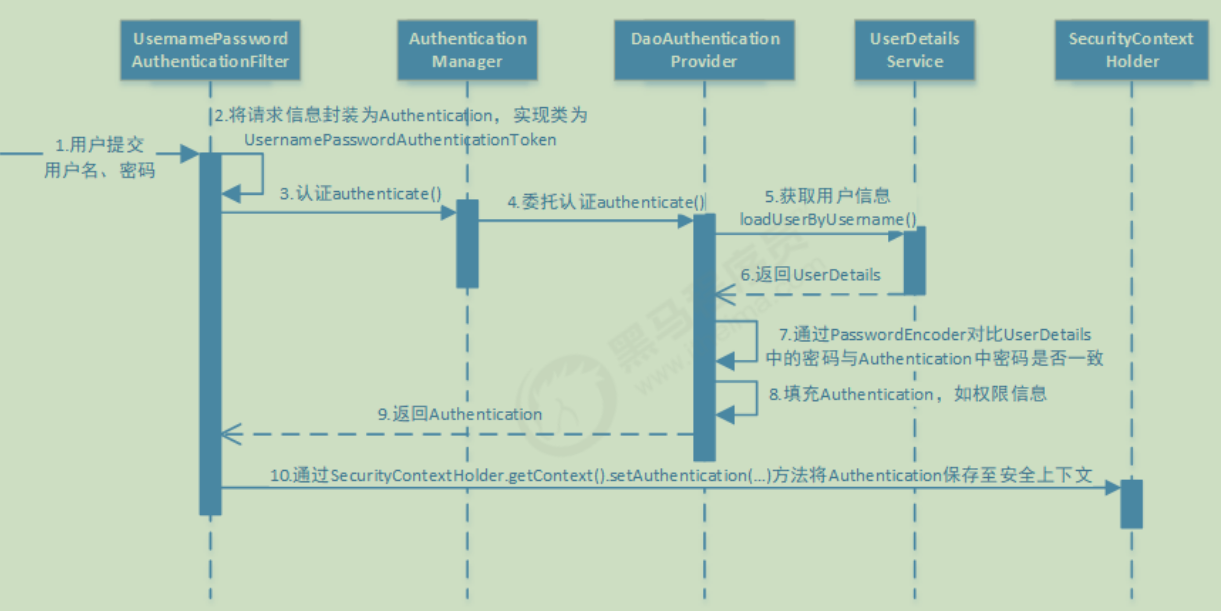 UsernamePassword
AuthenticationFilter
Authentication
Manager
DaoAuthentication
Provider
UserDetails
Service
SecurityContext
Holder
1.用户提交
用户名、密码
2.将请求信息封装为Authentication，实现类为
UsernamePasswordAuthenticationToken
3.认证authenticate()
4.委托认证authenticate()
5.获取用户信息
loadUserByUsername()
6.返回UserDetails
7.通过PasswordEncoder对比UserDetails
中的密码与Authentication中密码是否一致
8.填充Authentication，如权限信息
9.返回Authentication
10.通过SecurityContextHolder.getContext().setAuthentication(...)方法将Authentication保存至安全上下文
黑马程序员